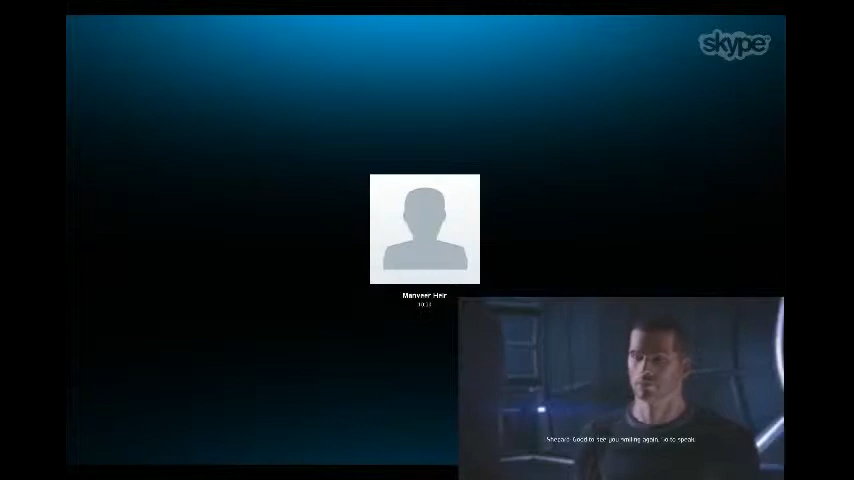 skype
Manveer Heir
Shepard: Good to see you smiling again. So to speak.